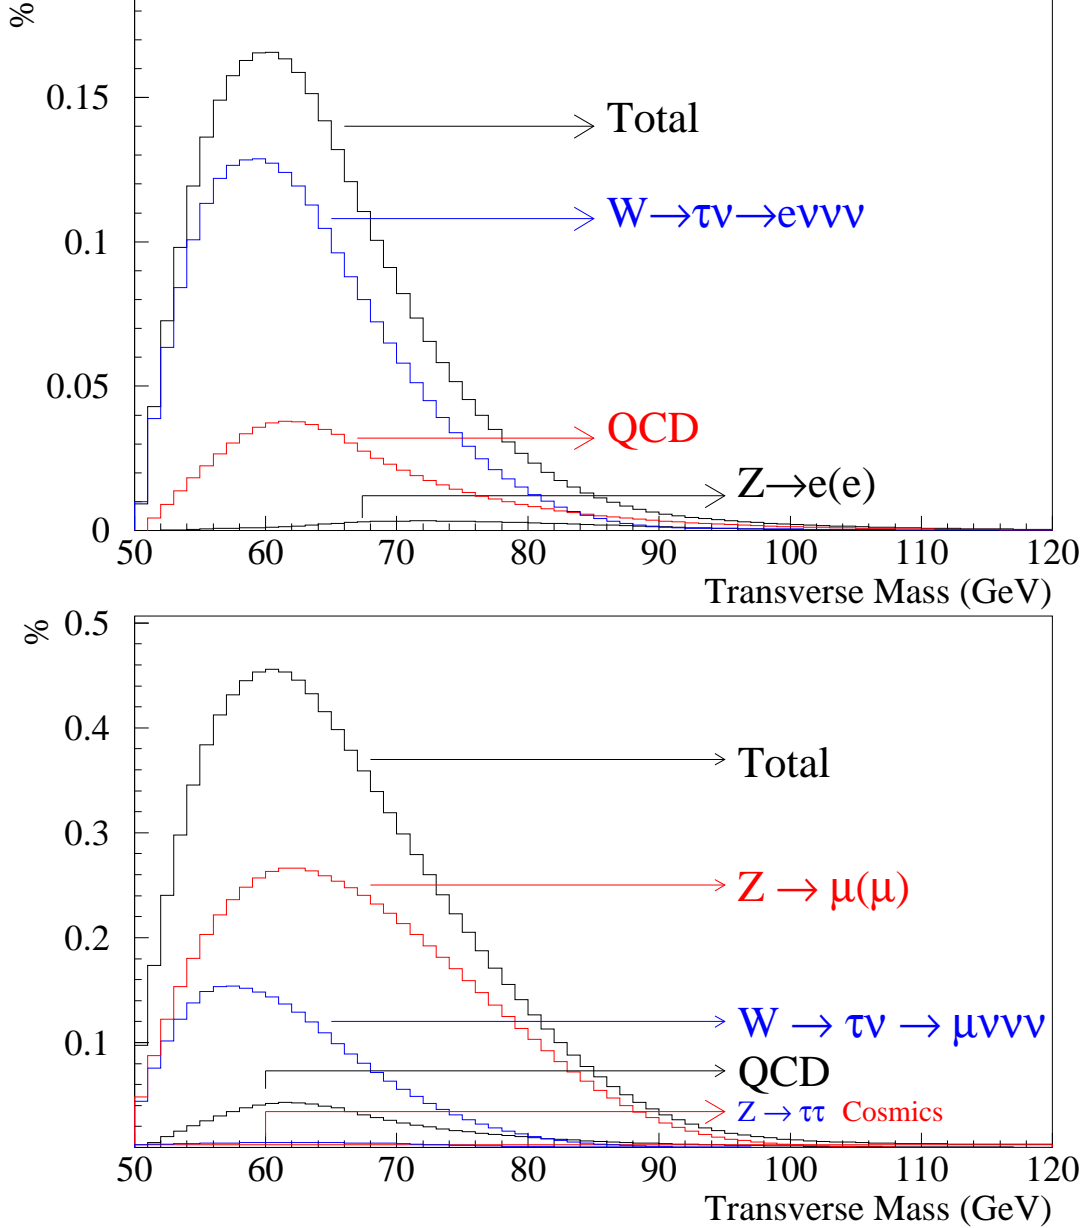 %
0.15
Total
W→τν→eννν
0.1
0.05
QCD
Z→e(e)
0
50 60 70 80 90 100 110 120
Transverse Mass (GeV)
%
0.5
0.4
Total
0.3
Z → μ(μ)
0.2
W → τν → μννν
0.1
QCD
Z → ττ Cosmics
50 60 70 80 90 100 110 120
Transverse Mass (GeV)